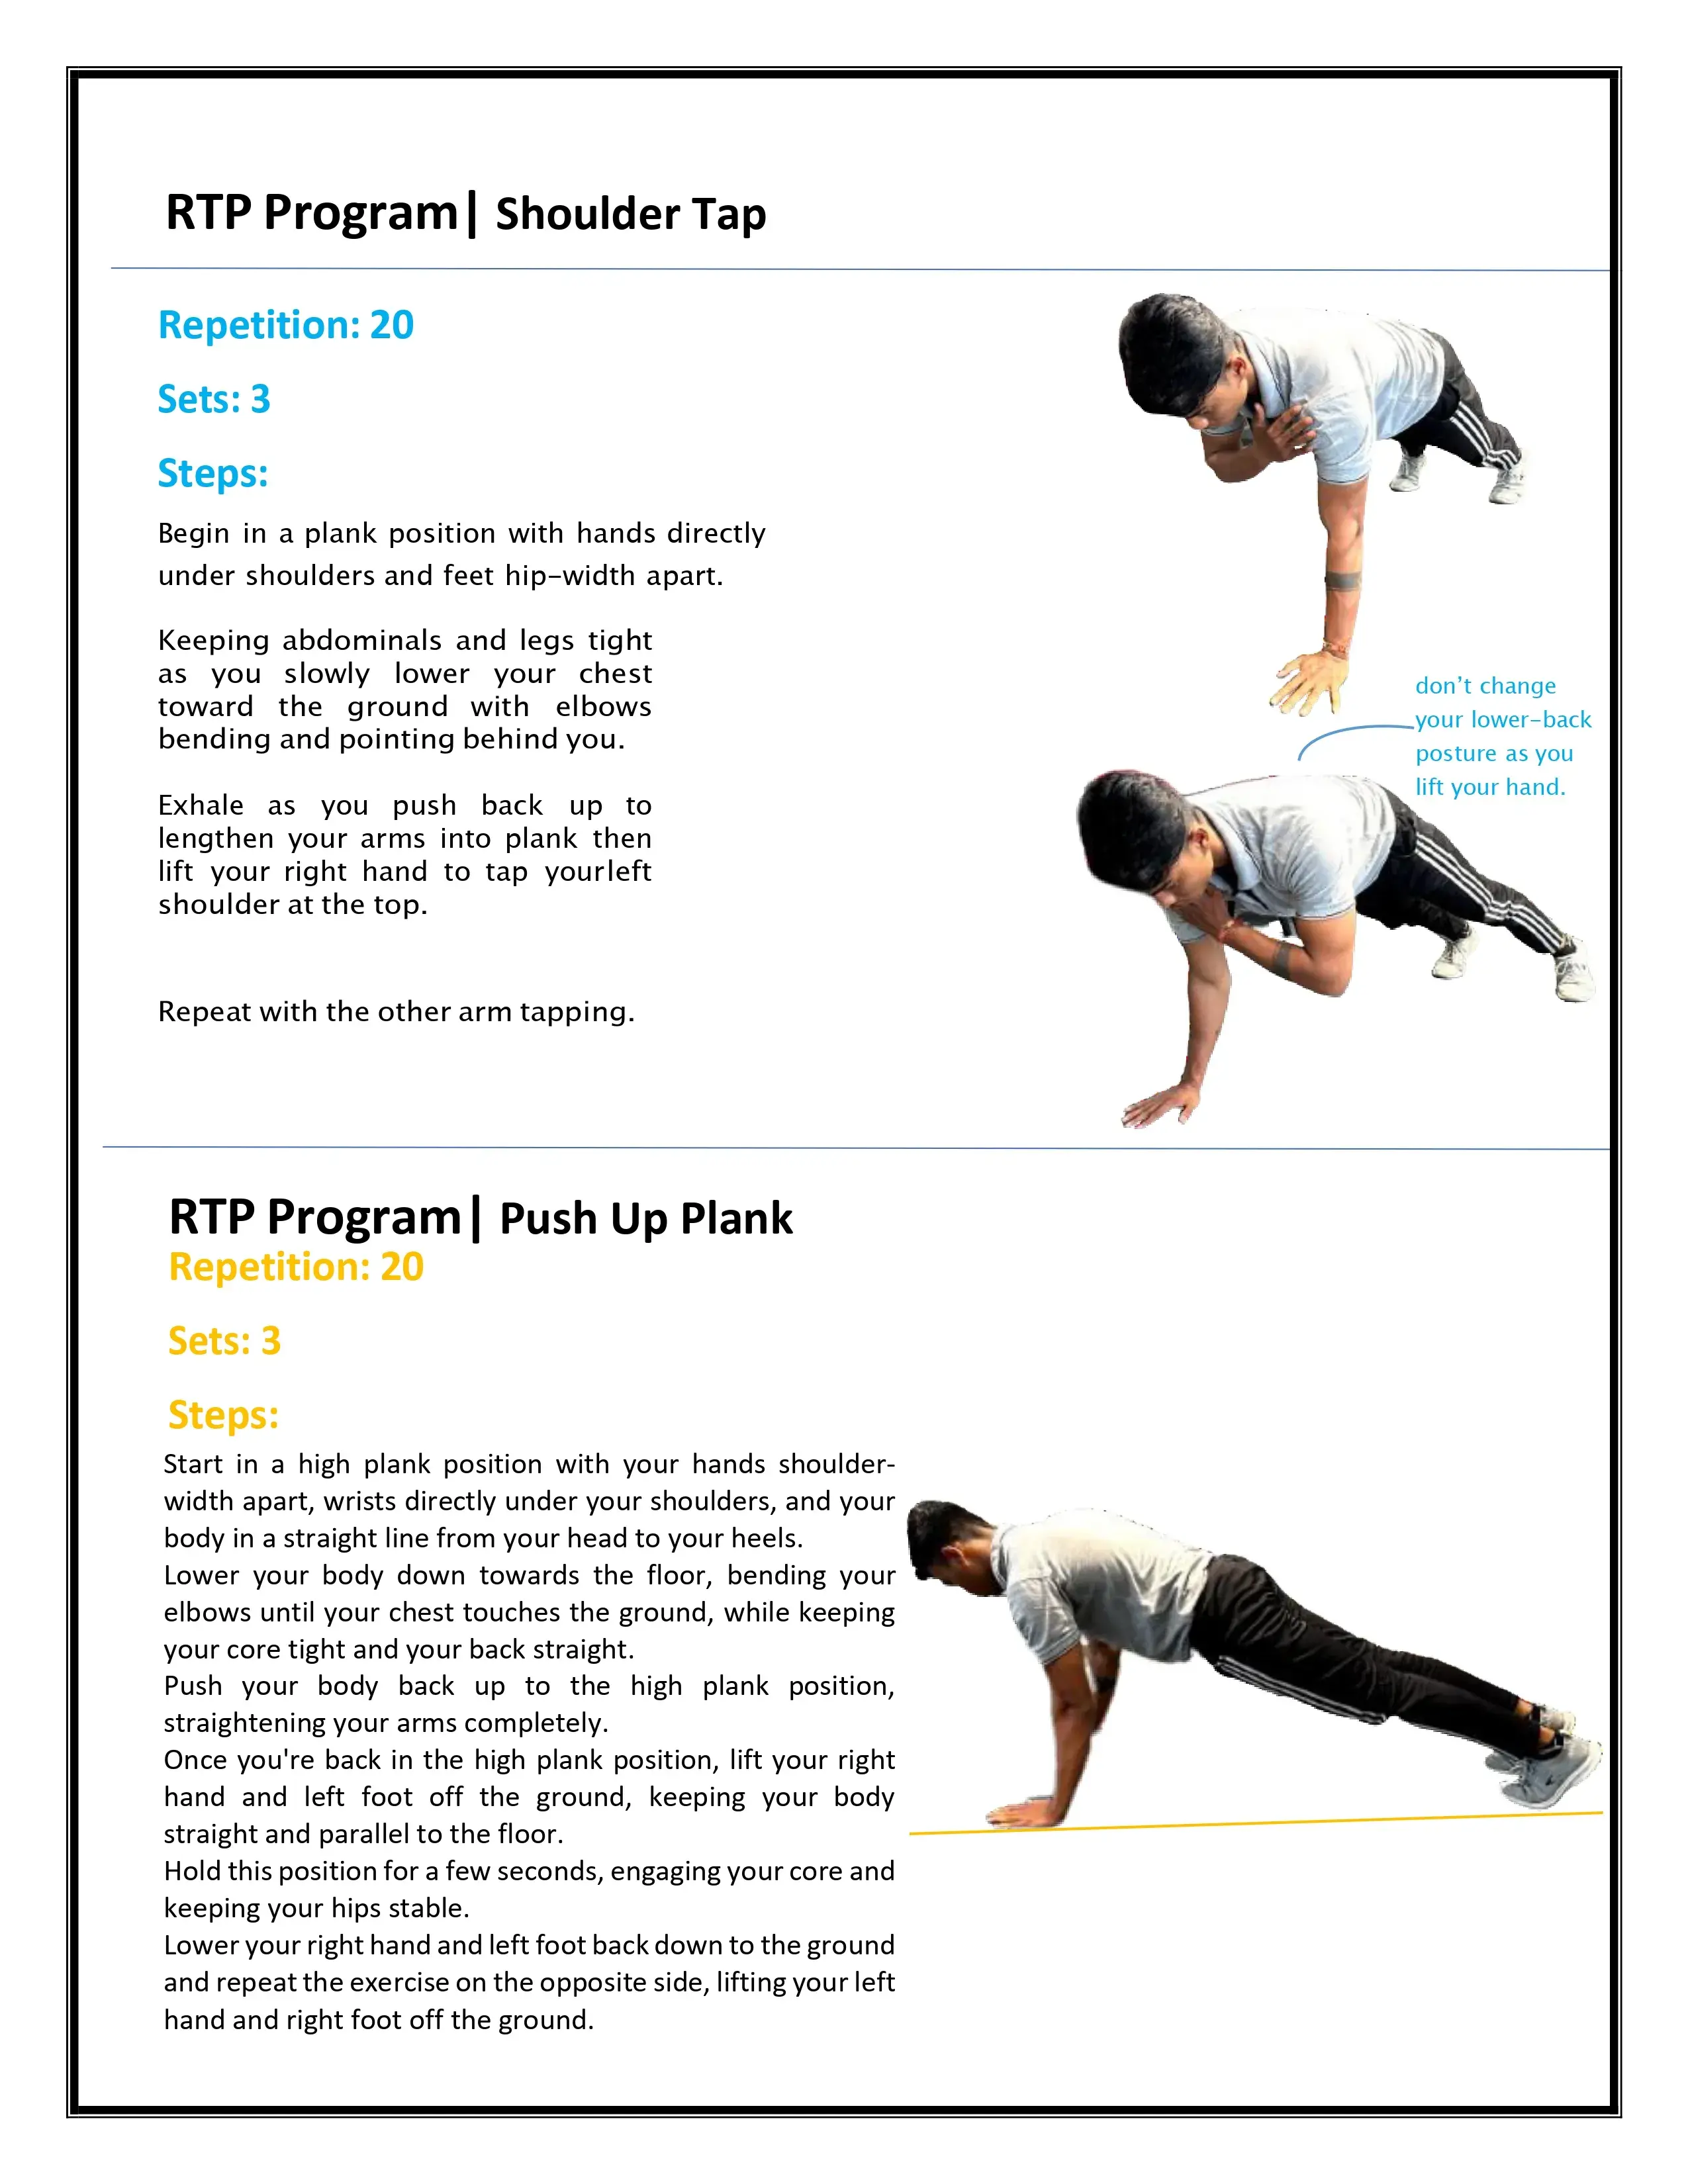 RTP Program| Shoulder Tap
Repetition: 20
Sets: 3
Steps:
Begin in a plank position with hands directly
under shoulders and feet hip-width apart.
Keeping abdominals and legs tight
as you slowly lower your chest
toward the ground with elbows
bending and pointing behind you.
Exhale as you push back up to
lengthen your arms into plank then
lift your right hand to tap yourleft
shoulder at the top.
Repeat with the other arm tapping.
don't change
your lower-back
posture as you
lift your hand.
RTP Program| Push Up Plank
Repetition: 20
Sets: 3
Steps:
Start in a high plank position with your hands shoulder-
width apart, wrists directly under your shoulders, and your
body in a straight line from your head to your heels.
Lower your body down towards the floor, bending your
elbows until your chest touches the ground, while keeping
your core tight and your back straight.
Push your body back up to the high plank position,
straightening your arms completely.
Once you're back in the high plank position, lift your right
hand and left foot off the ground, keeping your body
straight and parallel to the floor.
Hold this position for a few seconds, engaging your core and
keeping your hips stable.
Lower your right hand and left foot back down to the ground
and repeat the exercise on the opposite side, lifting your left
hand and right foot off the ground.